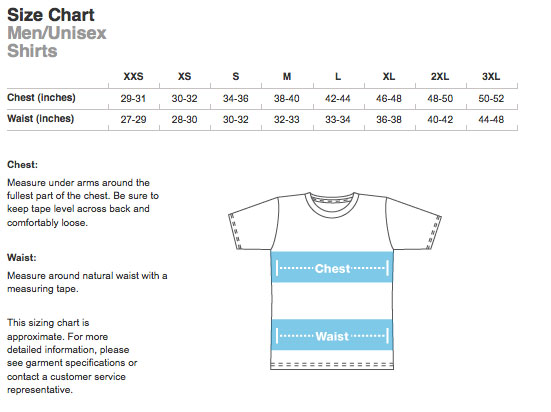 Size Chart
Men/Unisex
Shirts
XXS XS S M L XL 2XL 3XL
Chest (inches) 29-31 30-32 34-36 38-40 42-44 46-48 48-50 50-52
Waist (inches) 27-29 28-30 30-32 32-33 33-34 36-38 40-42 44-48
Chest:
Measure under arms around the
fullest part of the chest. Be sure to
keep tape level across back and
comfortably loose.
Waist:
Measure around natural waist with a
measuring tape.
This sizing chart is
approximate. For more
detailed information, please
see garment specifications or
contact a customer service
representative.
Chest
Waist